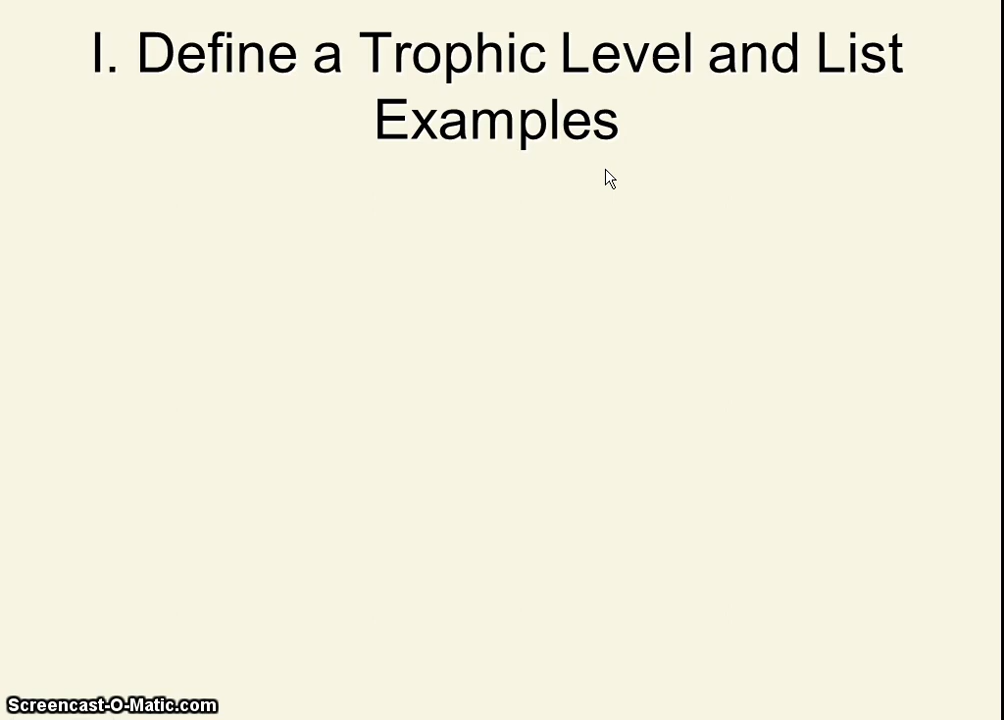 I. Define a Trophic Level and List
Examples
Screencast-O-Matic.com